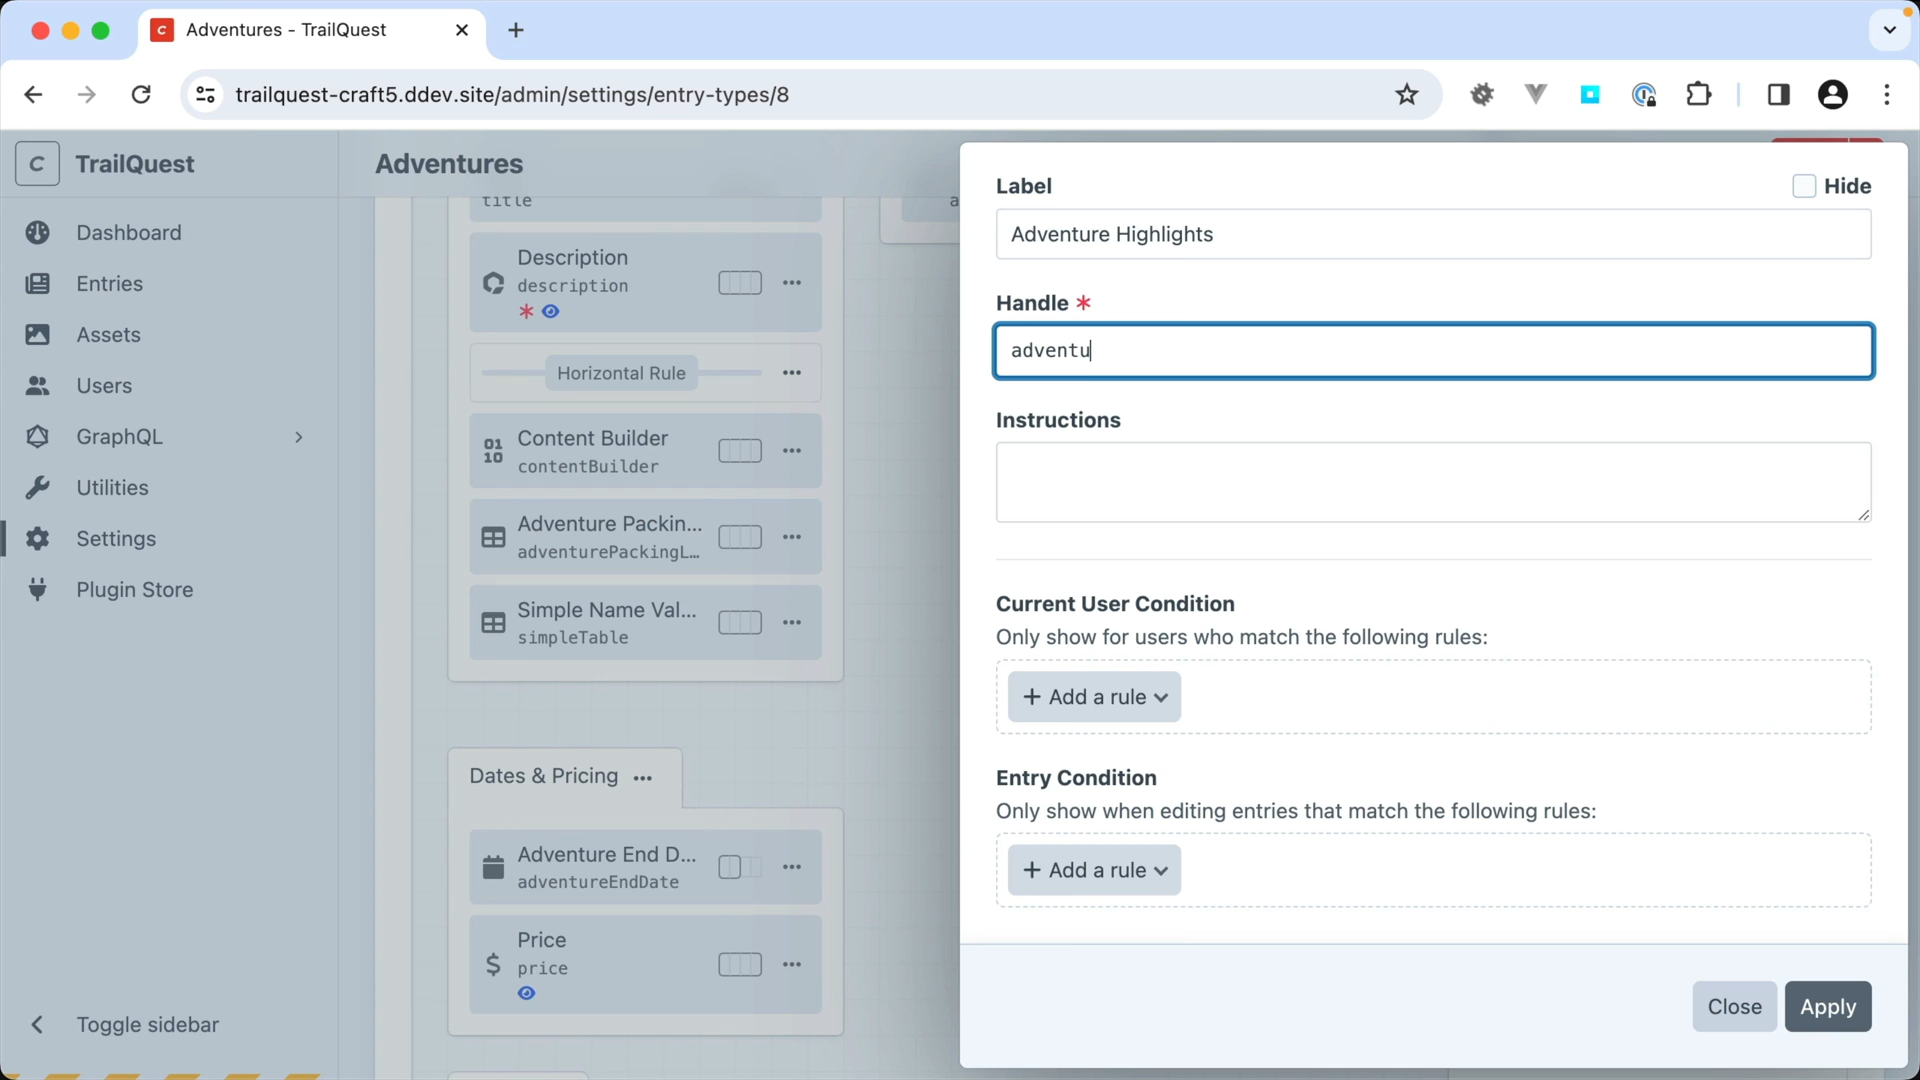 Adventures - TrailQuest
trailquest-craft5.ddev.site/admin/settings/entry-types/8
C TrailQuest
Dashboard
Entries
Assets
Users
GraphQL
Utilities
Settings
Plugin Store
Toggle sidebar
Adventures
title
Description
description
Horizontal Rule
Content Builder
contentBuilder
Adventure Packin...
adventurePackingL…
Simple Name Val...
simpleTable
Dates & Pricing
Adventure End D...
adventureEndDate
Price
price
a
Label
Hide
Adventure Highlights
Handle *
adventu
Instructions
Current User Condition
Only show for users who match the following rules:
+ Add a rule
Entry Condition
Only show when editing entries that match the following rules:
+ Add a rule
Close
Apply